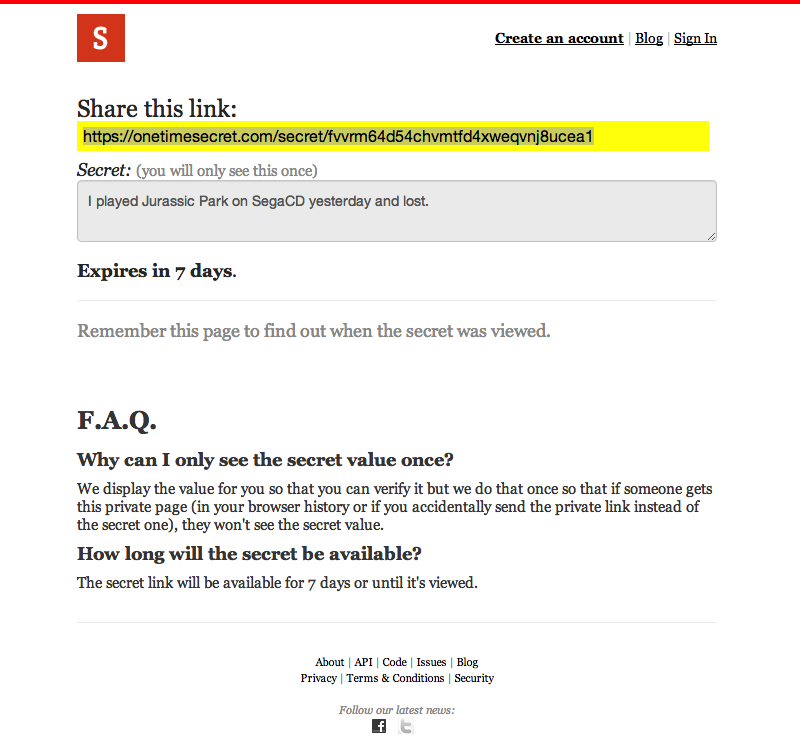 S
Create an account | Blog | Sign In
Share this link:
https://onetimesecret.com/secret/fvvrm64d54chvmtfd4xweqvnj8ucea1
Secret: (you will only see this once)
I played Jurassic Park on SegaCD yesterday and lost.
Expires in 7 days.
Remember this page to find out when the secret was viewed.
F.A.Q.
Why can I only see the secret value once?
We display the value for you so that you can verify it but we do that once so that if someone gets
this private page (in your browser history or if you accidentally send the private link instead of
the secret one), they won't see the secret value.
How long will the secret be available?
The secret link will be available for 7 days or until it's viewed.
About | API | Code | Issues | Blog
Privacy | Terms & Conditions | Security
Follow our latest news: